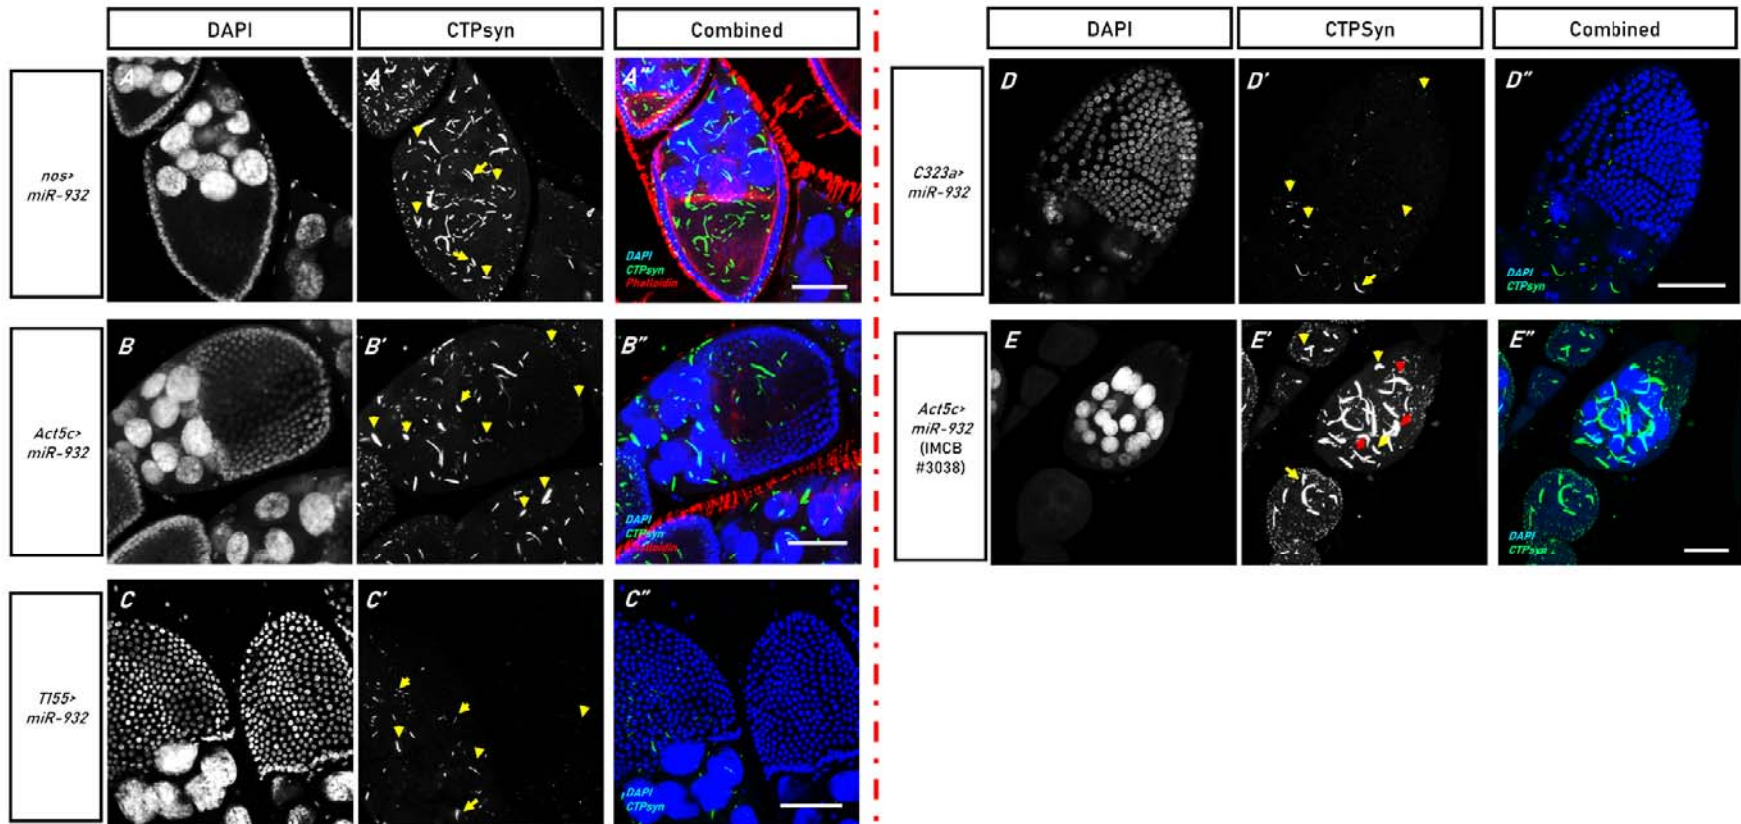 DAPI
CTPsyn
Combined
nos>
miR-932
A
A'
A"
DAPI
CTPsyn
Phalloidin
Act5c>
miR-932
B
B'
B"
DAPI
CTPsyn
Phalloidin
T155>
miR-932
C
C'
C"
DAPI
CTPsyn
DAPI
CTPSyn
Combined
C323a>
miR-932
D
D'
D"
DAPI
CTPsyn
Act5c>
miR-932
(IMCB
#3038)
E
E'
E"
DAPI
CTPsyn